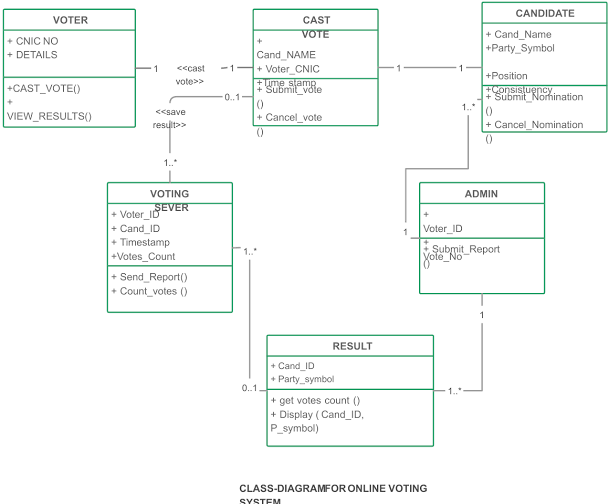 VOTER
+ CNIC NO
+ DETAILS
+CAST_VOTE()
+
VIEW_RESULTS()
1
<<cast
vote>>
1
CAST
VOTE
+
Cand_NAME
+ Voter_CNIC
+Time stamp
+ Submit_vote
()
+ Cancel_vote
()
1
1
CANDIDATE
+ Cand_Name
+Party_Symbol
+Position
+Consistuency
+ Submit_Nomination
()
+ Cancel_Nomination
()
0..1
<<save
result>>
1..*
1..*
1
VOTING
SEVER
+ Voter_ID
+ Cand_ID
+ Timestamp
+Votes_Count
+ Send_Report()
+ Count_votes ()
1..*
0..1
ADMIN
+
Voter_ID
+
Vote_No
+ Submit_Report
()
1
1..*
RESULT
+ Cand_ID
+ Party_symbol
+ get votes count ()
+ Display ( Cand_ID,
P_symbol)
CLASS-DIAGRAMFOR ONLINE VOTING
SYSTEM